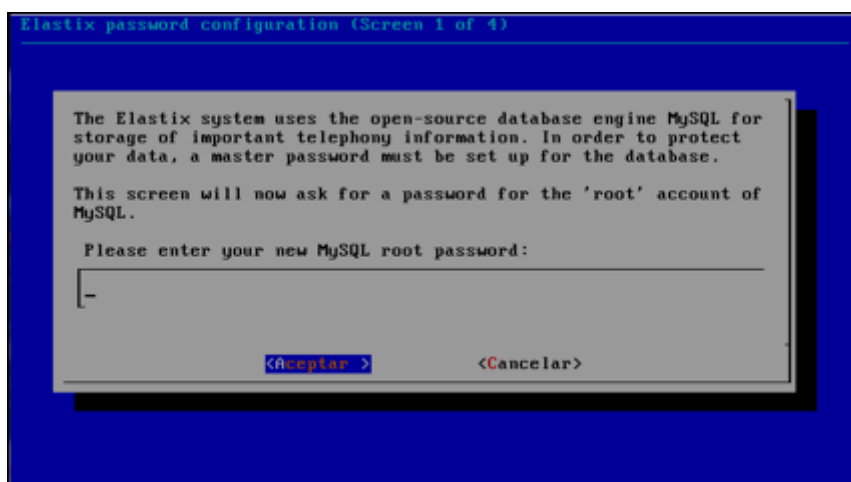 Elastix password configuration (Screen 1 of 4)
The Elastix system uses the open-source database engine MySQL for
storage of important telephony information. In order to protect
your data, a master password must be set up for the database.
This screen will now ask for a password for the 'root' account of
MySQL.
Please enter your new MySQL root password:
<Aceptar > <Cancelar>